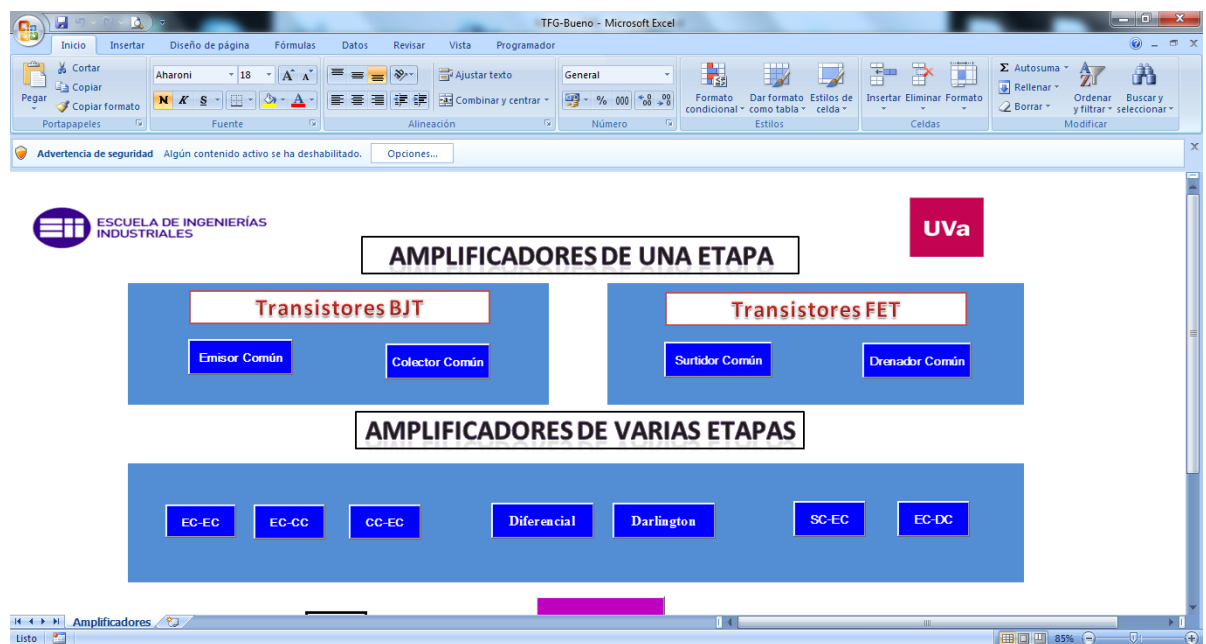 TFG-Bueno - Microsoft Excel
Inicio Insertar Diseño de página Fórmulas Datos Revisar Vista Programador
Pegar
Cortar
Copiar
Copiar formato
Portapapeles
Aharoni 18 A A
N K S A
Fuente
Ajustar texto
Combinar y centrar
Alineación
General
% 000
Número
Formato condicional
Dar formato como tabla
Estilos de celda
Estilos
Insertar Eliminar Formato
Celdas
Σ Autosuma
Rellenar
Borrar
Ordenar y filtrar
Buscar y seleccionar
Modificar
Advertencia de seguridad Algún contenido activo se ha deshabilitado. Opciones...
ESCUELA DE INGENIERÍAS
INDUSTRIALES
UVa
AMPLIFICADORES DE UNA ETAPA
Transistores BJT
Emisor Común Colector Común
Transistores FET
Surtidor Común Drenador Común
AMPLIFICADORES DE VARIAS ETAPAS
EC-EC EC-CC CC-EC Diferencial Darlington SC-EC EC-DC
Amplificadores
Listo 85%